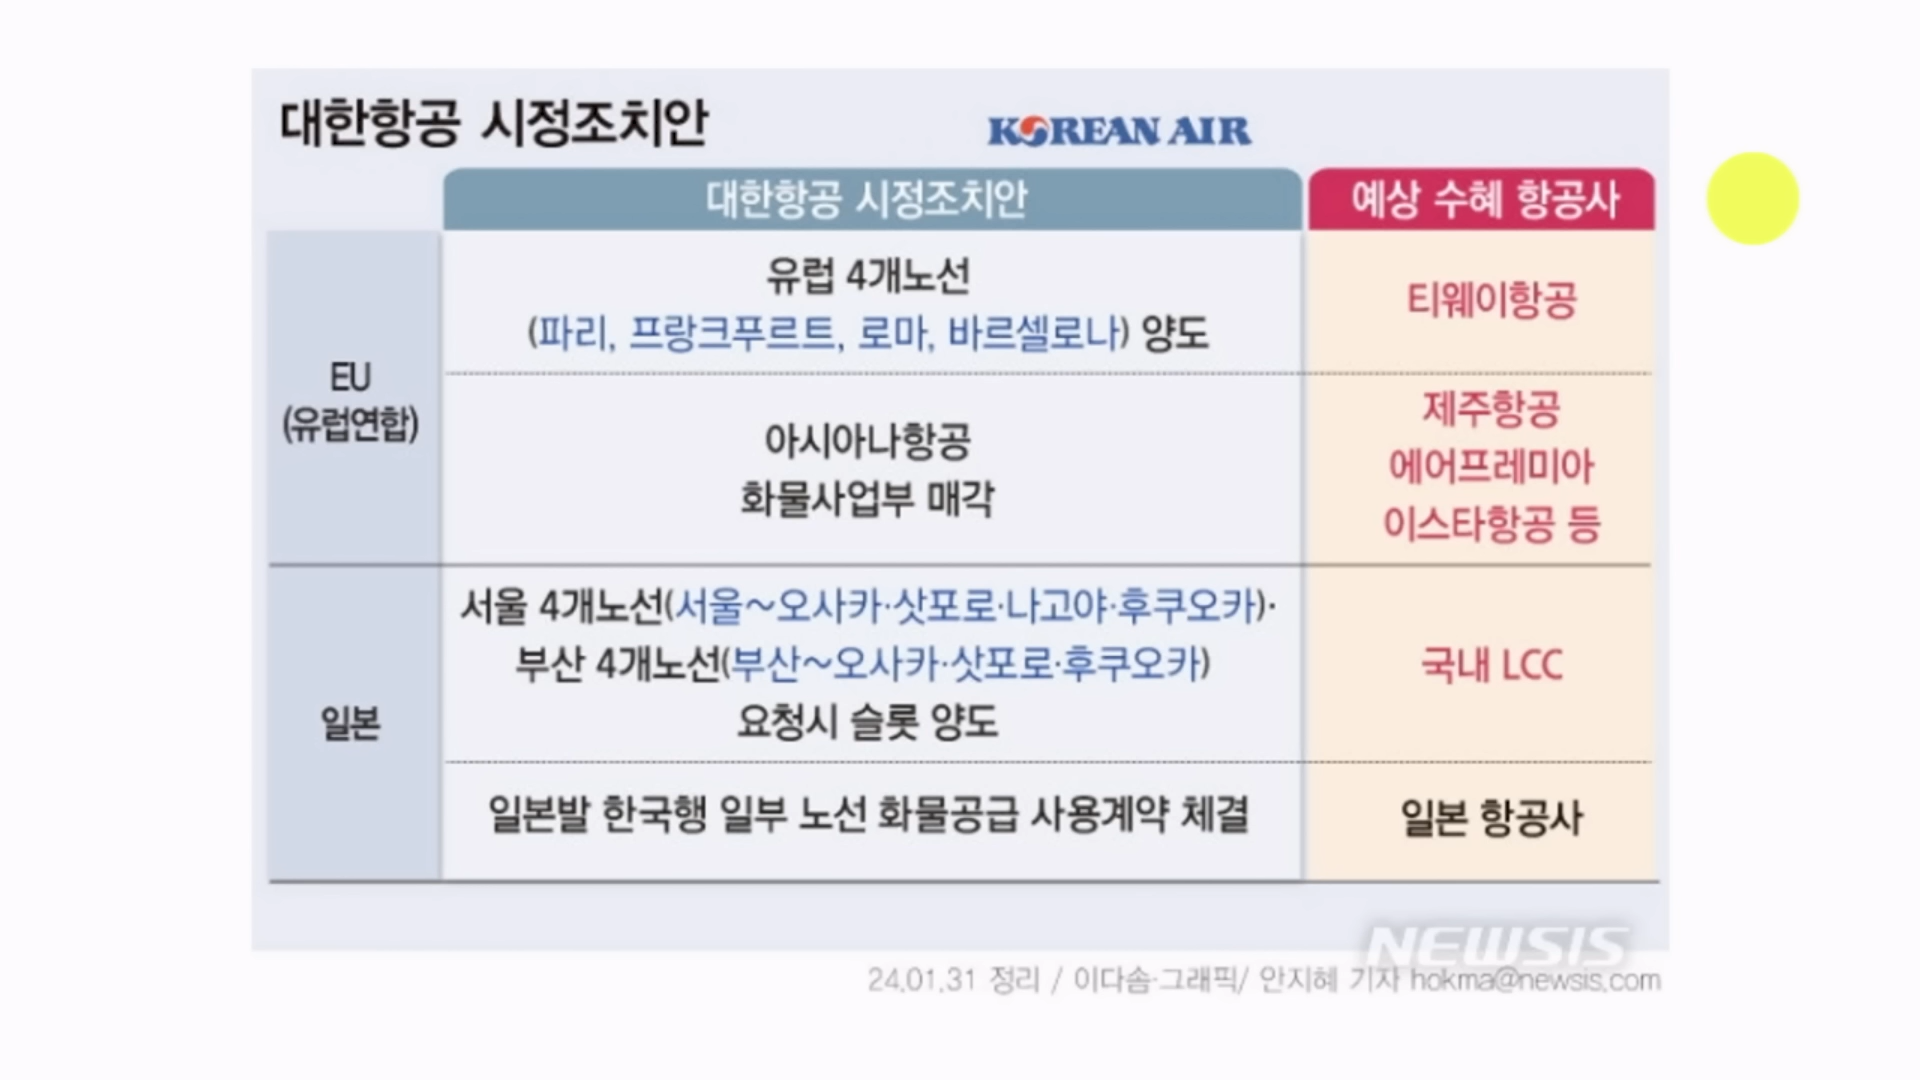 대한항공 시정조치안
KOREAN AIR
대한항공 시정조치안
예상 수혜 항공사
EU
(유럽연합)
유럽 4개노선
(파리, 프랑크푸르트, 로마, 바르셀로나) 양도
티웨이항공
아시아나항공
화물사업부 매각
제주항공
에어프레미아
이스타항공 등
일본
서울 4개노선(서울~오사카·삿포로·나고야·후쿠오카)·
부산 4개노선(부산~오사카·삿포로·후쿠오카)
요청시 슬롯 양도
국내 LCC
일본발 한국행 일부 노선 화물공급 사용계약 체결
일본 항공사
NEWSIS
24.01.31 정리 / 이다솜·그래픽/ 안지혜 기자 hokma@newsis.com